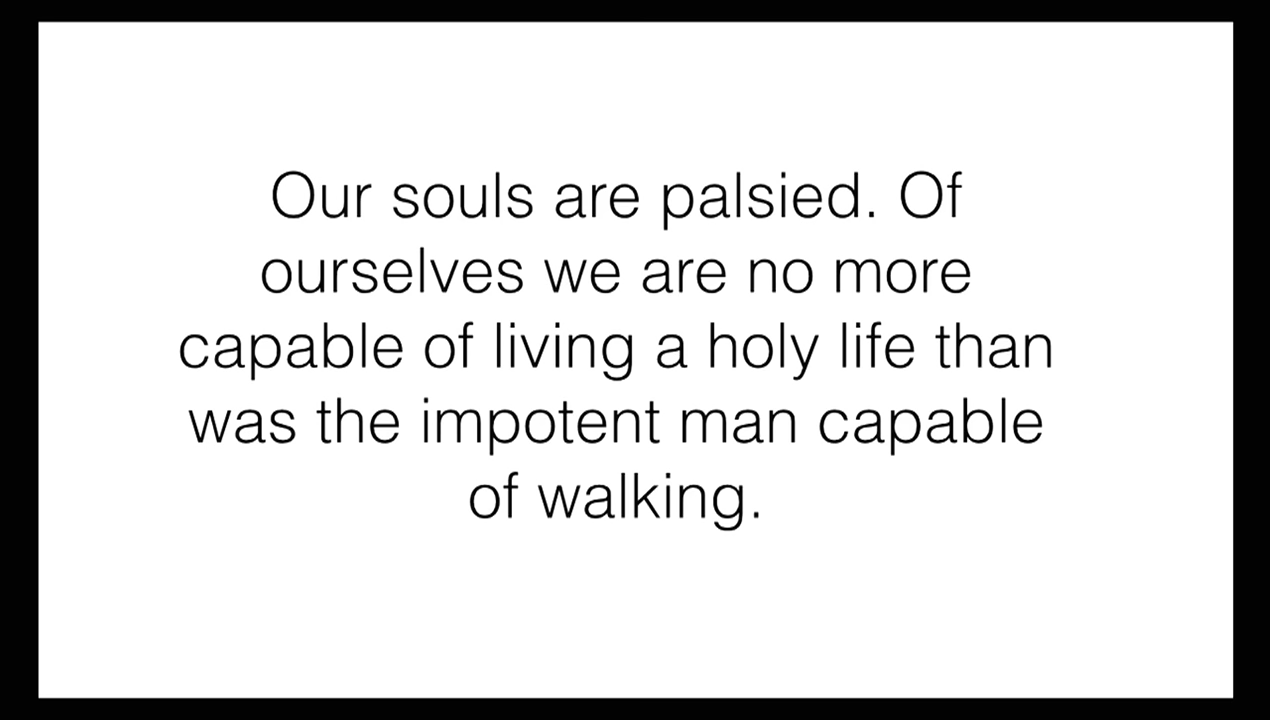 Our souls are palsied. Of
ourselves we are no more
capable of living a holy life than
was the impotent man capable
of walking.